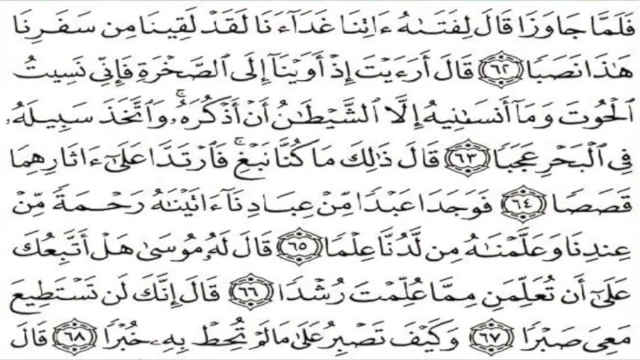 فَلَمَّا جَاوَزَا قَالَ لِفَتَىٰهُ ءَاتِنَا غَدَآءَنَا لَقَدْ لَقِينَا مِن سَفَرِنَا
هَٰذَا نَصَبًا ٦٢ قَالَ أَرَءَيْتَ إِذْ أَوَيْنَآ إِلَى ٱلصَّخْرَةِ فَإِنِّي نَسِيتُ
ٱلْحُوتَ وَمَآ أَنسَىٰنِيهُ إِلَّا ٱلشَّيْطَٰنُ أَنْ أَذْكُرَهُۥۚ وَٱتَّخَذَ سَبِيلَهُۥ
فِي ٱلْبَحْرِ عَجَبًا ٦٣ قَالَ ذَٰلِكَ مَا كُنَّا نَبْغِۚ فَٱرْتَدَّا عَلَىٰٓ ءَاثَارِهِمَا
قَصَصًا ٦٤ فَوَجَدَا عَبْدًا مِّنْ عِبَادِنَآ ءَاتَيْنَٰهُ رَحْمَةً مِّنْ
عِندِنَا وَعَلَّمْنَٰهُ مِن لَّدُنَّا عِلْمًا ٦٥ قَالَ لَهُۥ مُوسَىٰ هَلْ أَتَّبِعُكَ
عَلَىٰٓ أَن تُعَلِّمَنِ مِمَّا عُلِّمْتَ رُشْدًا ٦٦ قَالَ إِنَّكَ لَن تَسْتَطِيعَ
مَعِيَ صَبْرًا ٦٧ وَكَيْفَ تَصْبِرُ عَلَىٰ مَا لَمْ تُحِطْ بِهِۦ خُبْرًا ٦٨ قَالَ